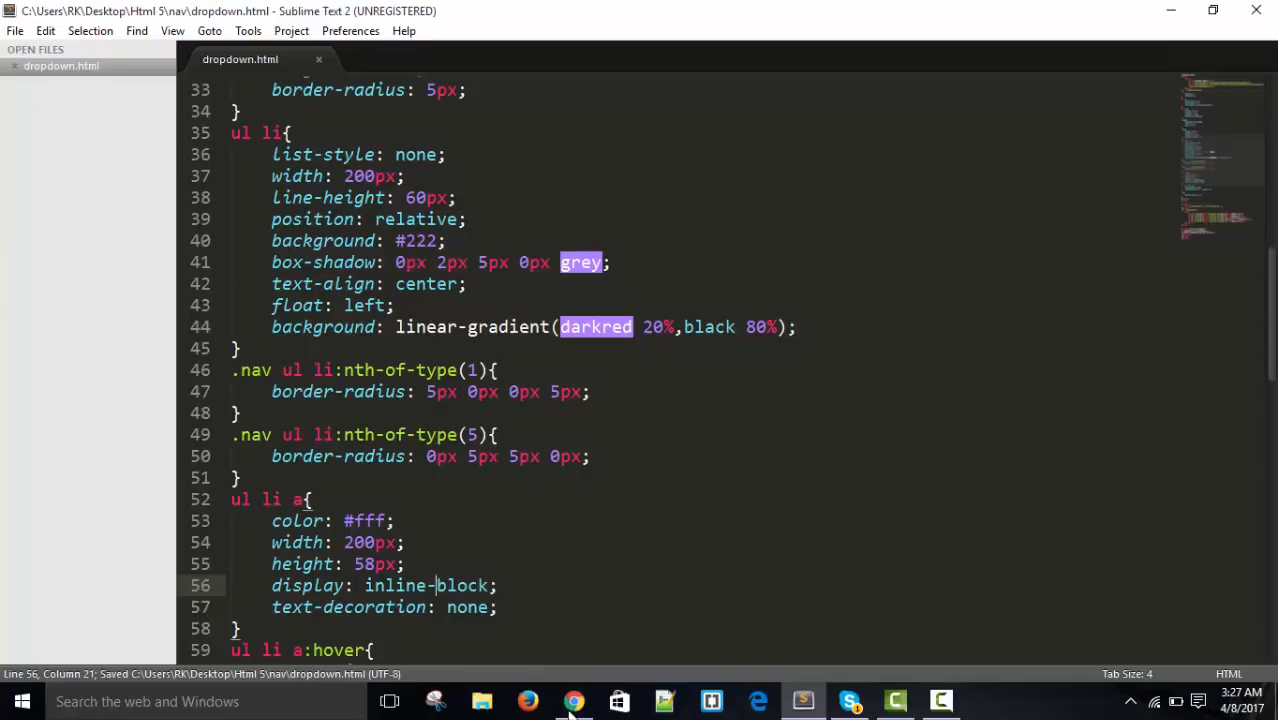 C:\Users\RK\Desktop\Html 5\nav\dropdown.html - Sublime Text 2 (UNREGISTERED)
File Edit Selection Find View Goto Tools Project Preferences Help
OPEN FILES
dropdown.html
dropdown.html
33 border-radius: 5px;
34 }
35 ul li{
36 list-style: none;
37 width: 200px;
38 line-height: 60px;
39 position: relative;
40 background: #222;
41 box-shadow: 0px 2px 5px 0px grey;
42 text-align: center;
43 float: left;
44 background: linear-gradient(darkred 20%,black 80%);
45 }
46 .nav ul li:nth-of-type(1){
47 border-radius: 5px 0px 0px 5px;
48 }
49 .nav ul li:nth-of-type(5){
50 border-radius: 0px 5px 5px 0px;
51 }
52 ul li a{
53 color: #fff;
54 width: 200px;
55 height: 58px;
56 display: inline-block;
57 text-decoration: none;
58 }
59 ul li a:hover{
Line 56, Column 21; Saved C:\Users\RK\Desktop\Html 5\nav\dropdown.html (UTF-8) Tab Size: 4 HTML
Search the web and Windows
3:27 AM
4/8/2017